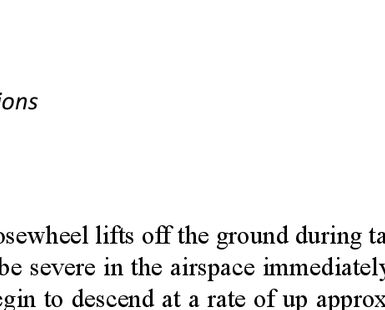 ions
osewheel lifts off the ground during ta
be severe in the airspace immediately
egin to descend at a rate of up approx